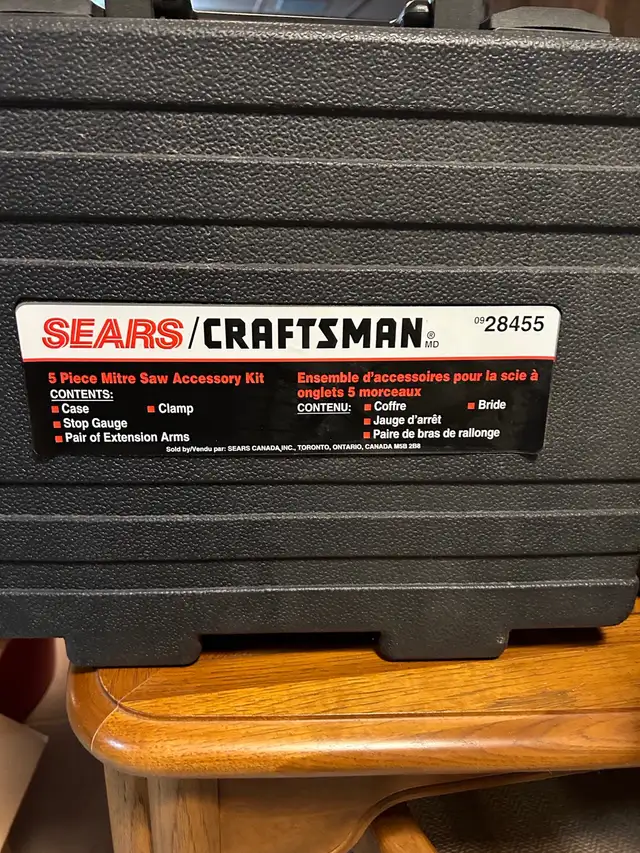 SEARS/CRAFTSMAN® MD 0928455
5 Piece Mitre Saw Accessory Kit
CONTENTS:
Case Clamp
Stop Gauge
Pair of Extension Arms
Ensemble d'accessoires pour la scie à
onglets 5 morceaux
CONTENU: Coffre Bride
Jauge d'arrêt
Paire de bras de rallonge
Sold by/Vendu par: SEARS CANADA, INC., TORONTO, ONTARIO, CANADA M5B 2B8